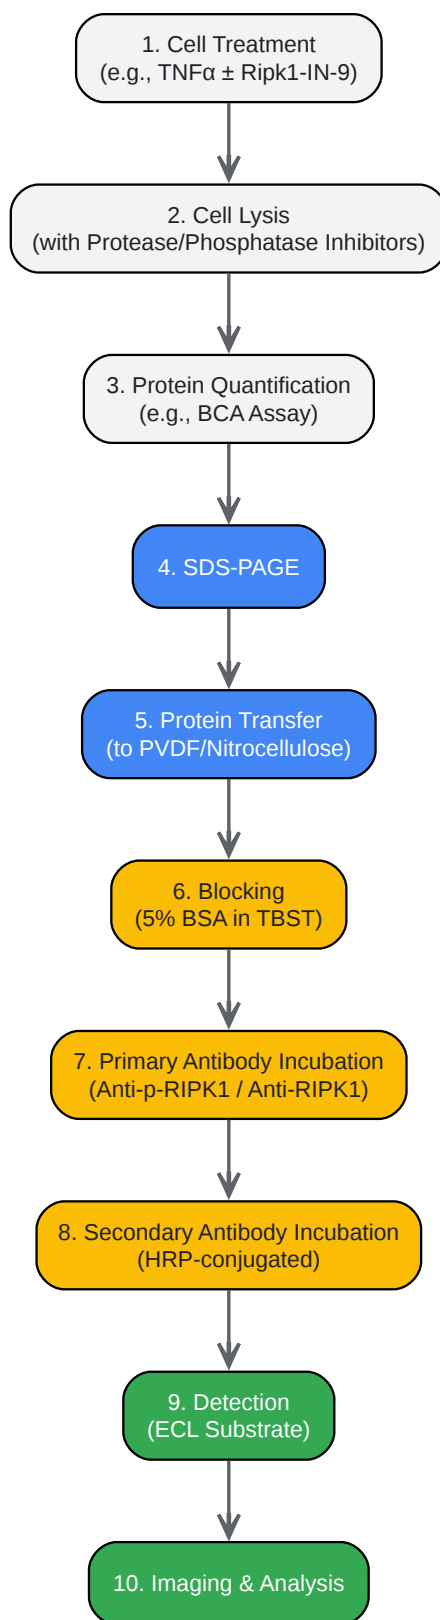 1. Cell Treatment
(e.g., TNFα ± Ripk1-IN-9)
2. Cell Lysis
(with Protease/Phosphatase Inhibitors)
3. Protein Quantification
(e.g., BCA Assay)
4. SDS-PAGE
5. Protein Transfer
(to PVDF/Nitrocellulose)
6. Blocking
(5% BSA in TBST)
7. Primary Antibody Incubation
(Anti-p-RIPK1 / Anti-RIPK1)
8. Secondary Antibody Incubation
(HRP-conjugated)
9. Detection
(ECL Substrate)
10. Imaging & Analysis